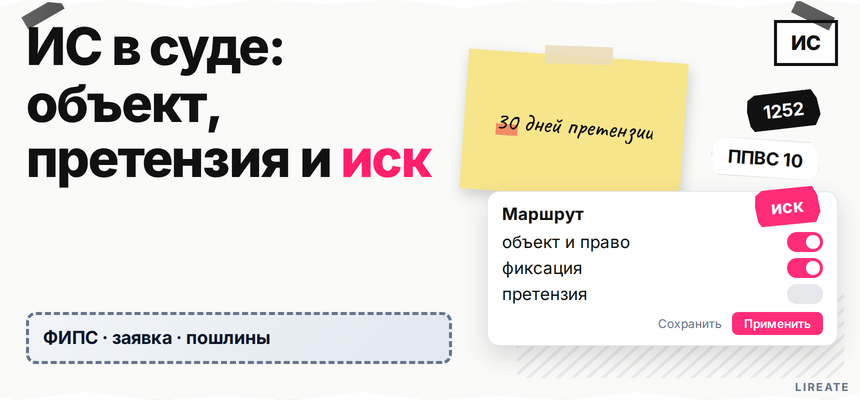 ИС в суде:
объект,
претензия и иск
ИС
30 дней претензии
1252
ППВС 10
иск
Маршрут
объект и право
фиксация
претензия
Сохранить Применить
ФИПС · заявка · пошлины
LIREATE